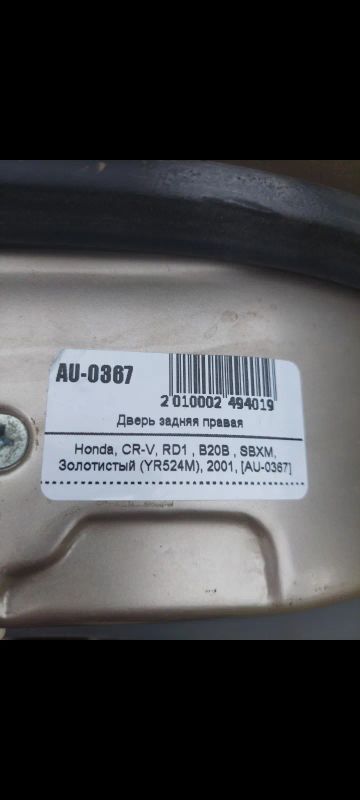 AU-0367
2 010002 494019
Дверь задняя правая
Honda, CR-V, RD1 , B20B , SBXM,
Золотистый (YR524M), 2001, [AU-0367]